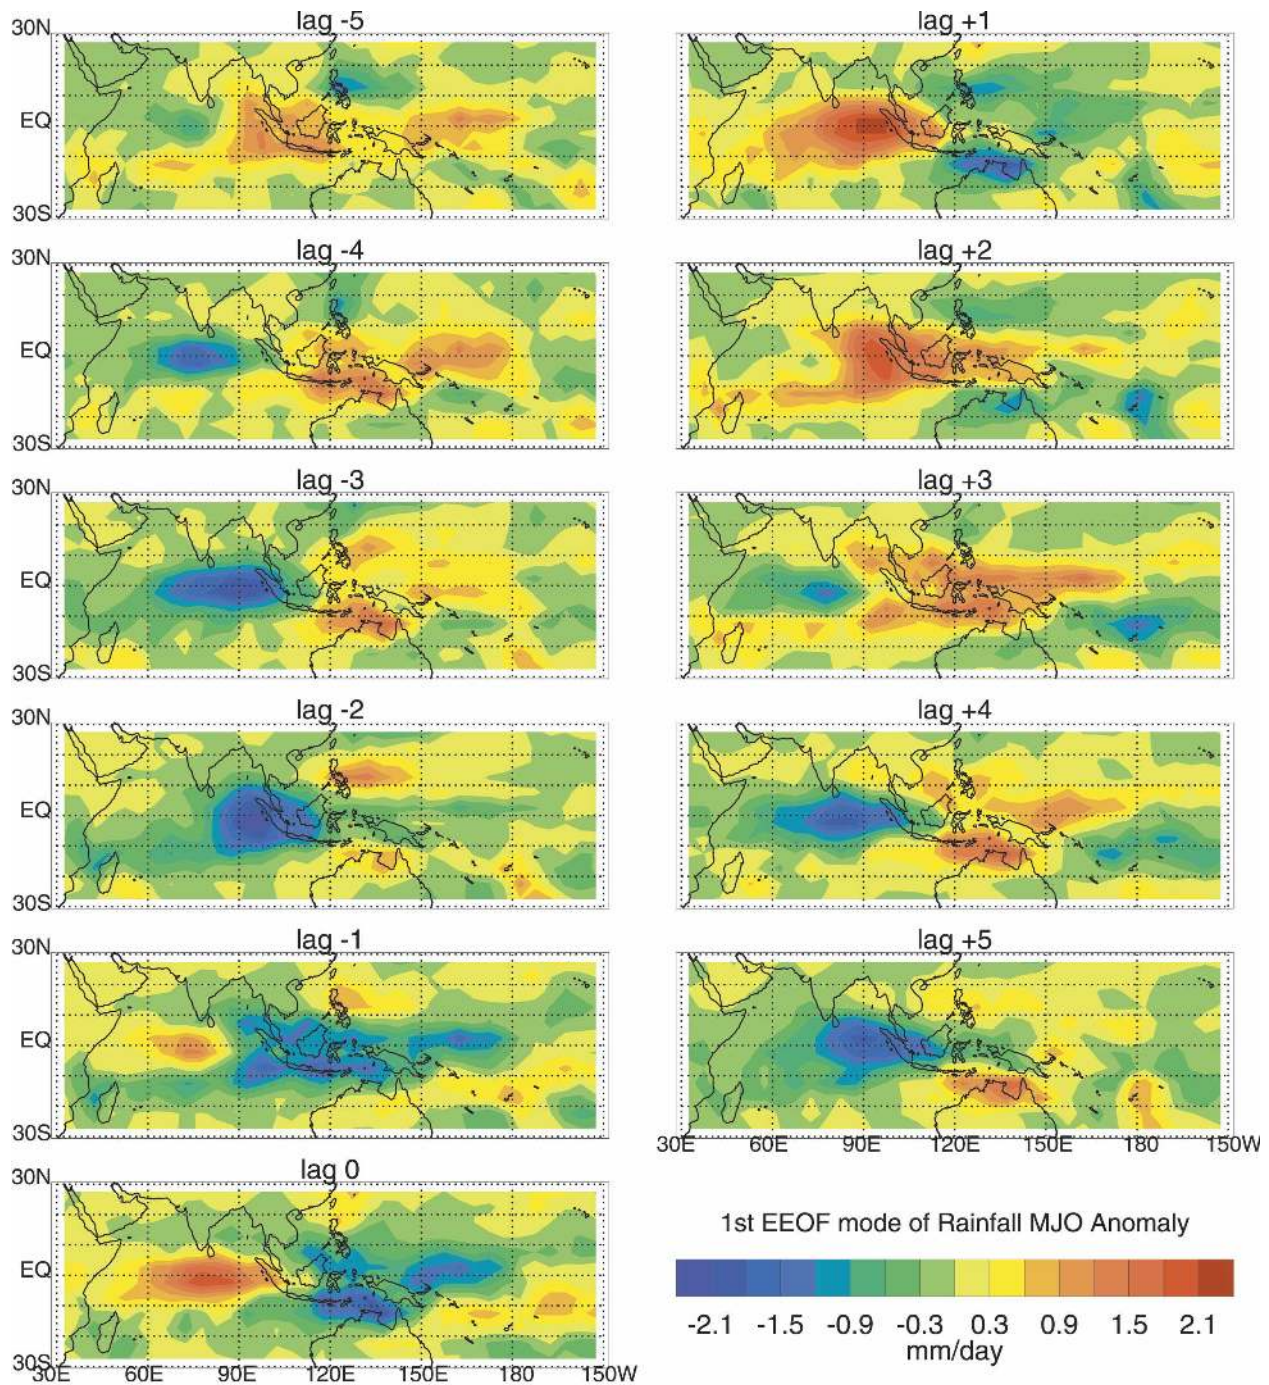 lag -5
30N
EQ
30S
lag -4
30N
EQ
30S
lag -3
30N
EQ
30S
lag -2
30N
EQ
30S
lag -1
30N
EQ
30S
lag 0
30N
EQ
30S
30E 60E 90E 120E 150E 180 150W
lag +1
lag +2
lag +3
lag +4
lag +5
30E 60E 90E 120E 150E 180 150W
1st EEOF mode of Rainfall MJO Anomaly
-2.1 -1.5 -0.9 -0.3 0.3 0.9 1.5 2.1
mm/day